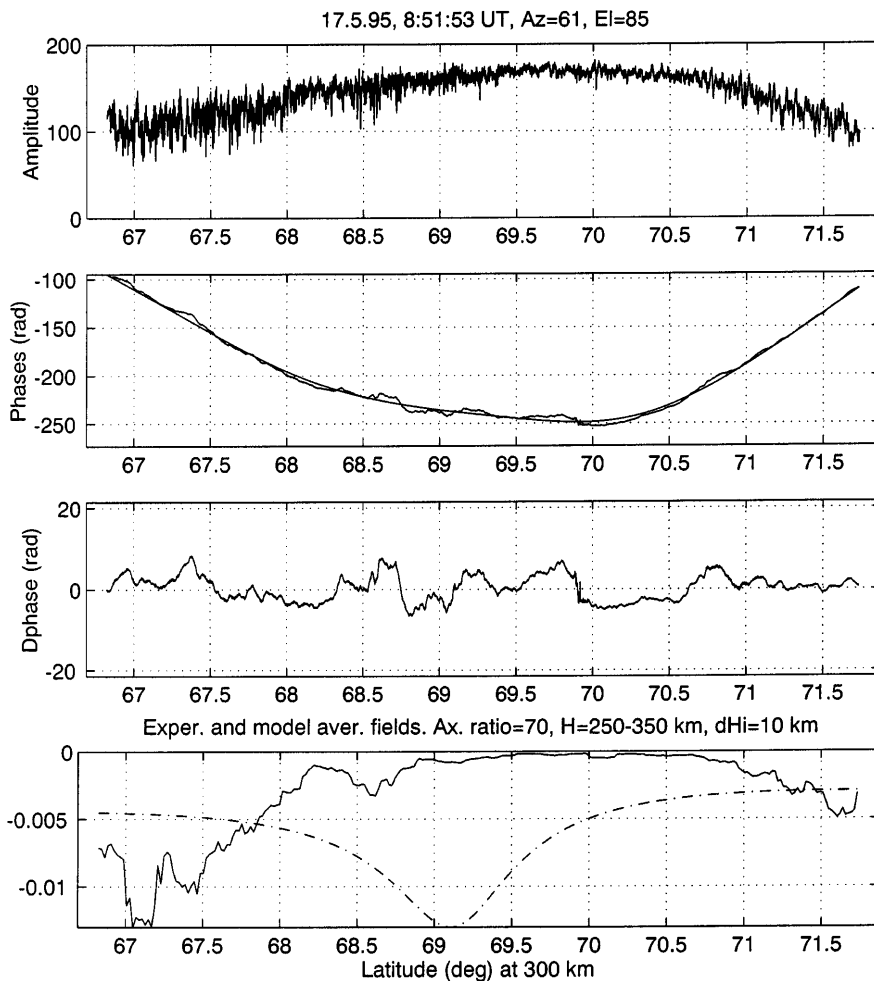 17.5.95, 8:51:53 UT, Az=61, El=85
Amplitude
200
100
0
67 67.5 68 68.5 69 69.5 70 70.5 71 71.5
Phases (rad)
-100
-150
-200
-250
67 67.5 68 68.5 69 69.5 70 70.5 71 71.5
Dphase (rad)
20
0
-20
67 67.5 68 68.5 69 69.5 70 70.5 71 71.5
Exper. and model aver. fields. Ax. ratio=70, H=250-350 km, dHi=10 km
0
-0.005
-0.01
67 67.5 68 68.5 69 69.5 70 70.5 71 71.5
Latitude (deg) at 300 km